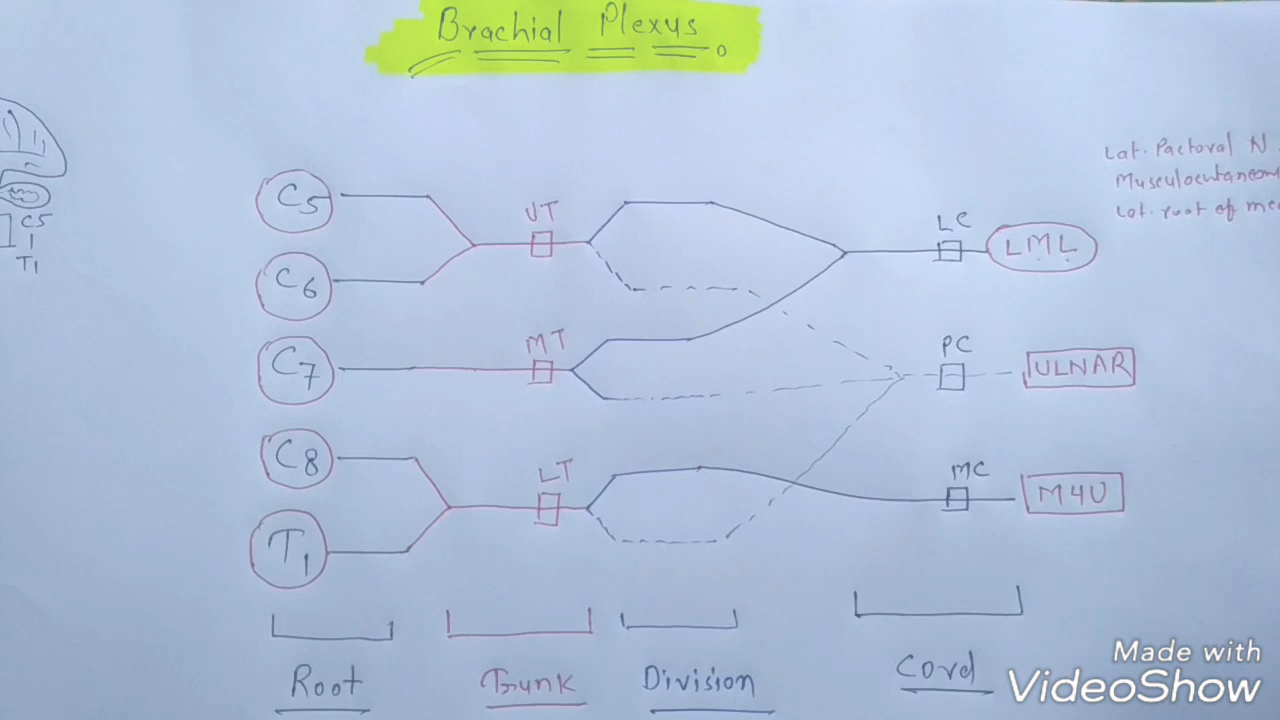 Brachial Plexus.
C5
T1
C5
C6
C7
C8
T1
UT
MT
LT
LC
PC
MC
LML
ULNAR
M4U
Lat. Pactoral N.
Musculocutaneous
Lat. root of me
Root
Trunk
Division
Cord
Made with
VideoShow